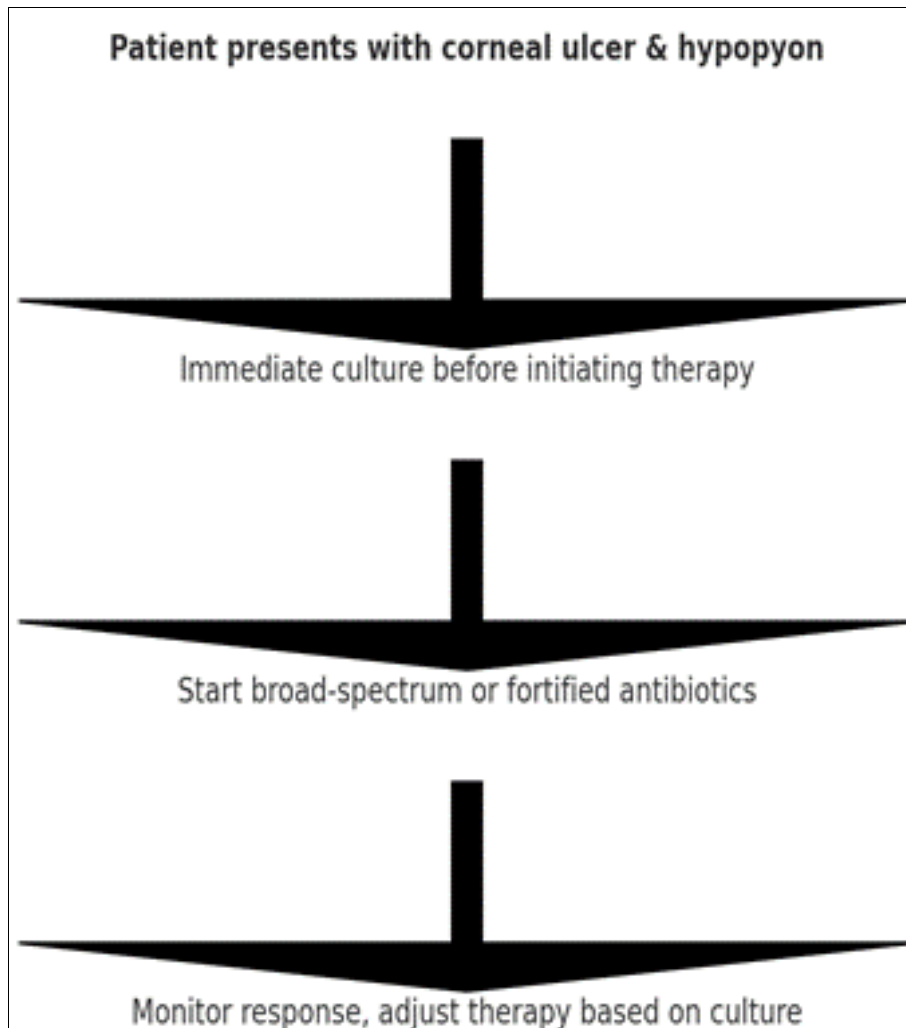 Patient presents with corneal ulcer & hypopyon
Immediate culture before initiating therapy
Start broad-spectrum or fortified antibiotics
Monitor response, adjust therapy based on culture